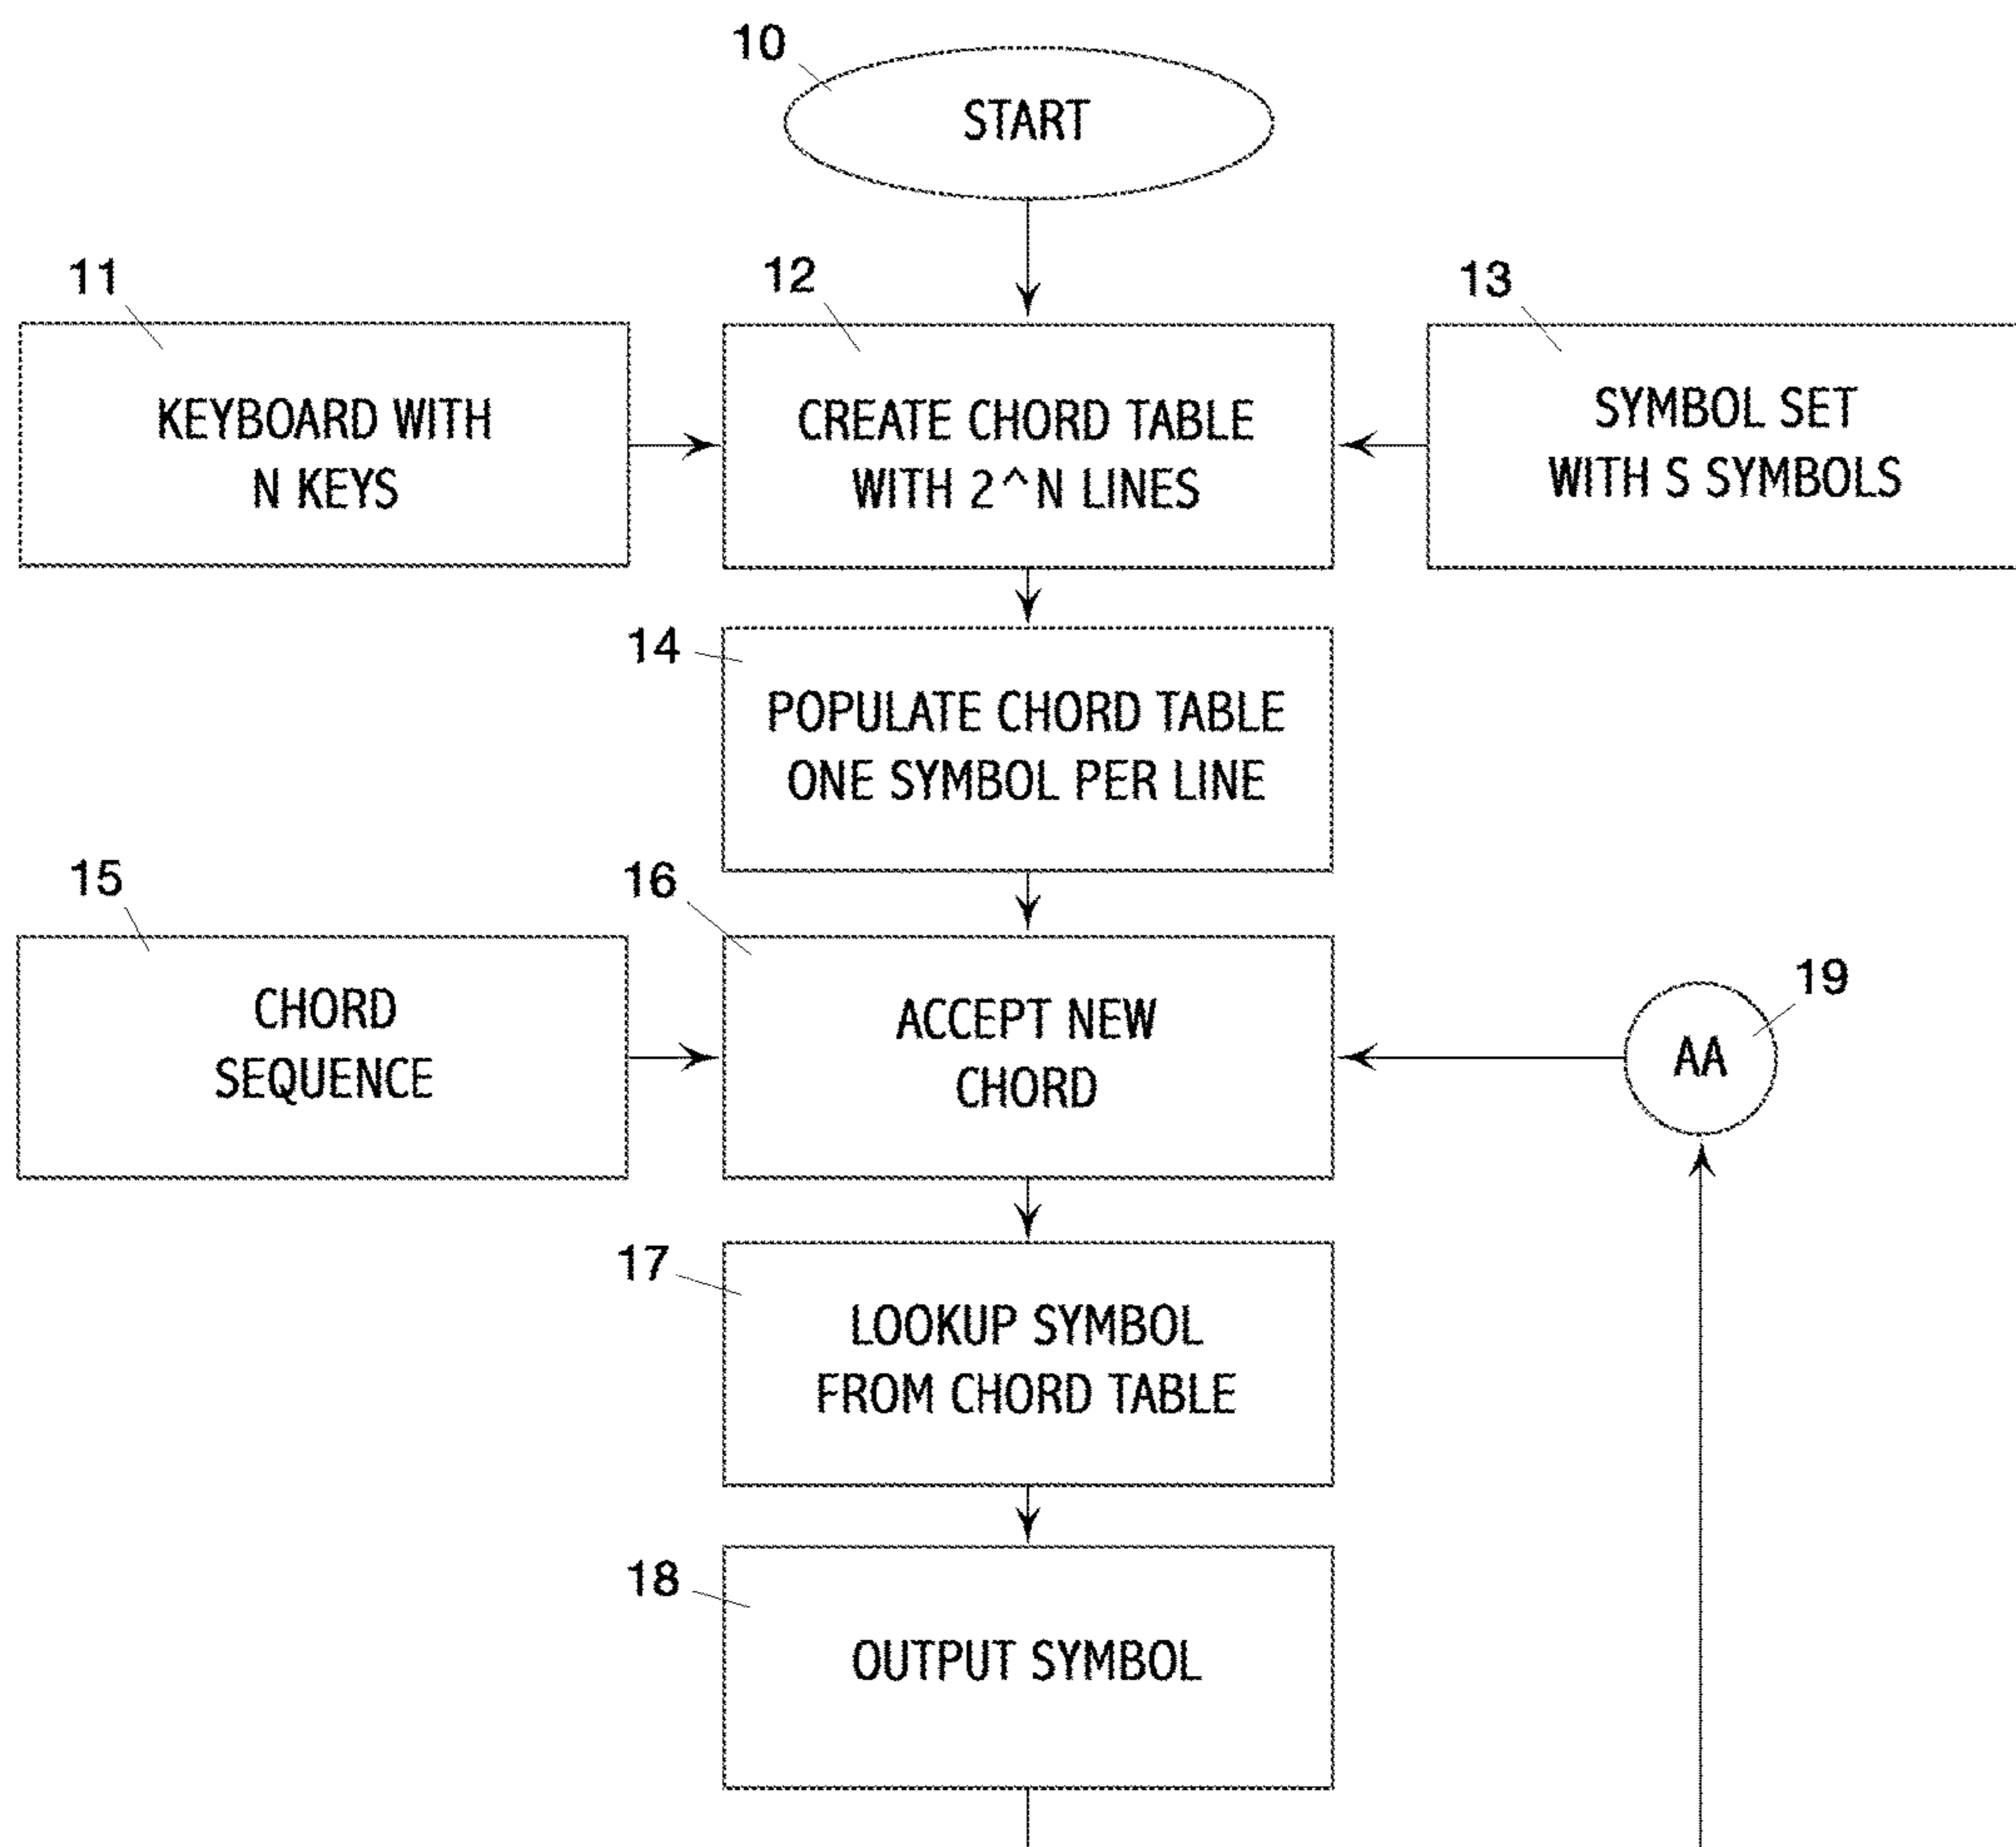 10
START
11
KEYBOARD WITH
N KEYS
12
CREATE CHORD TABLE
WITH 2^N LINES
13
SYMBOL SET
WITH S SYMBOLS
14
POPULATE CHORD TABLE
ONE SYMBOL PER LINE
15
CHORD
SEQUENCE
16
ACCEPT NEW
CHORD
19
AA
17
LOOKUP SYMBOL
FROM CHORD TABLE
18
OUTPUT SYMBOL